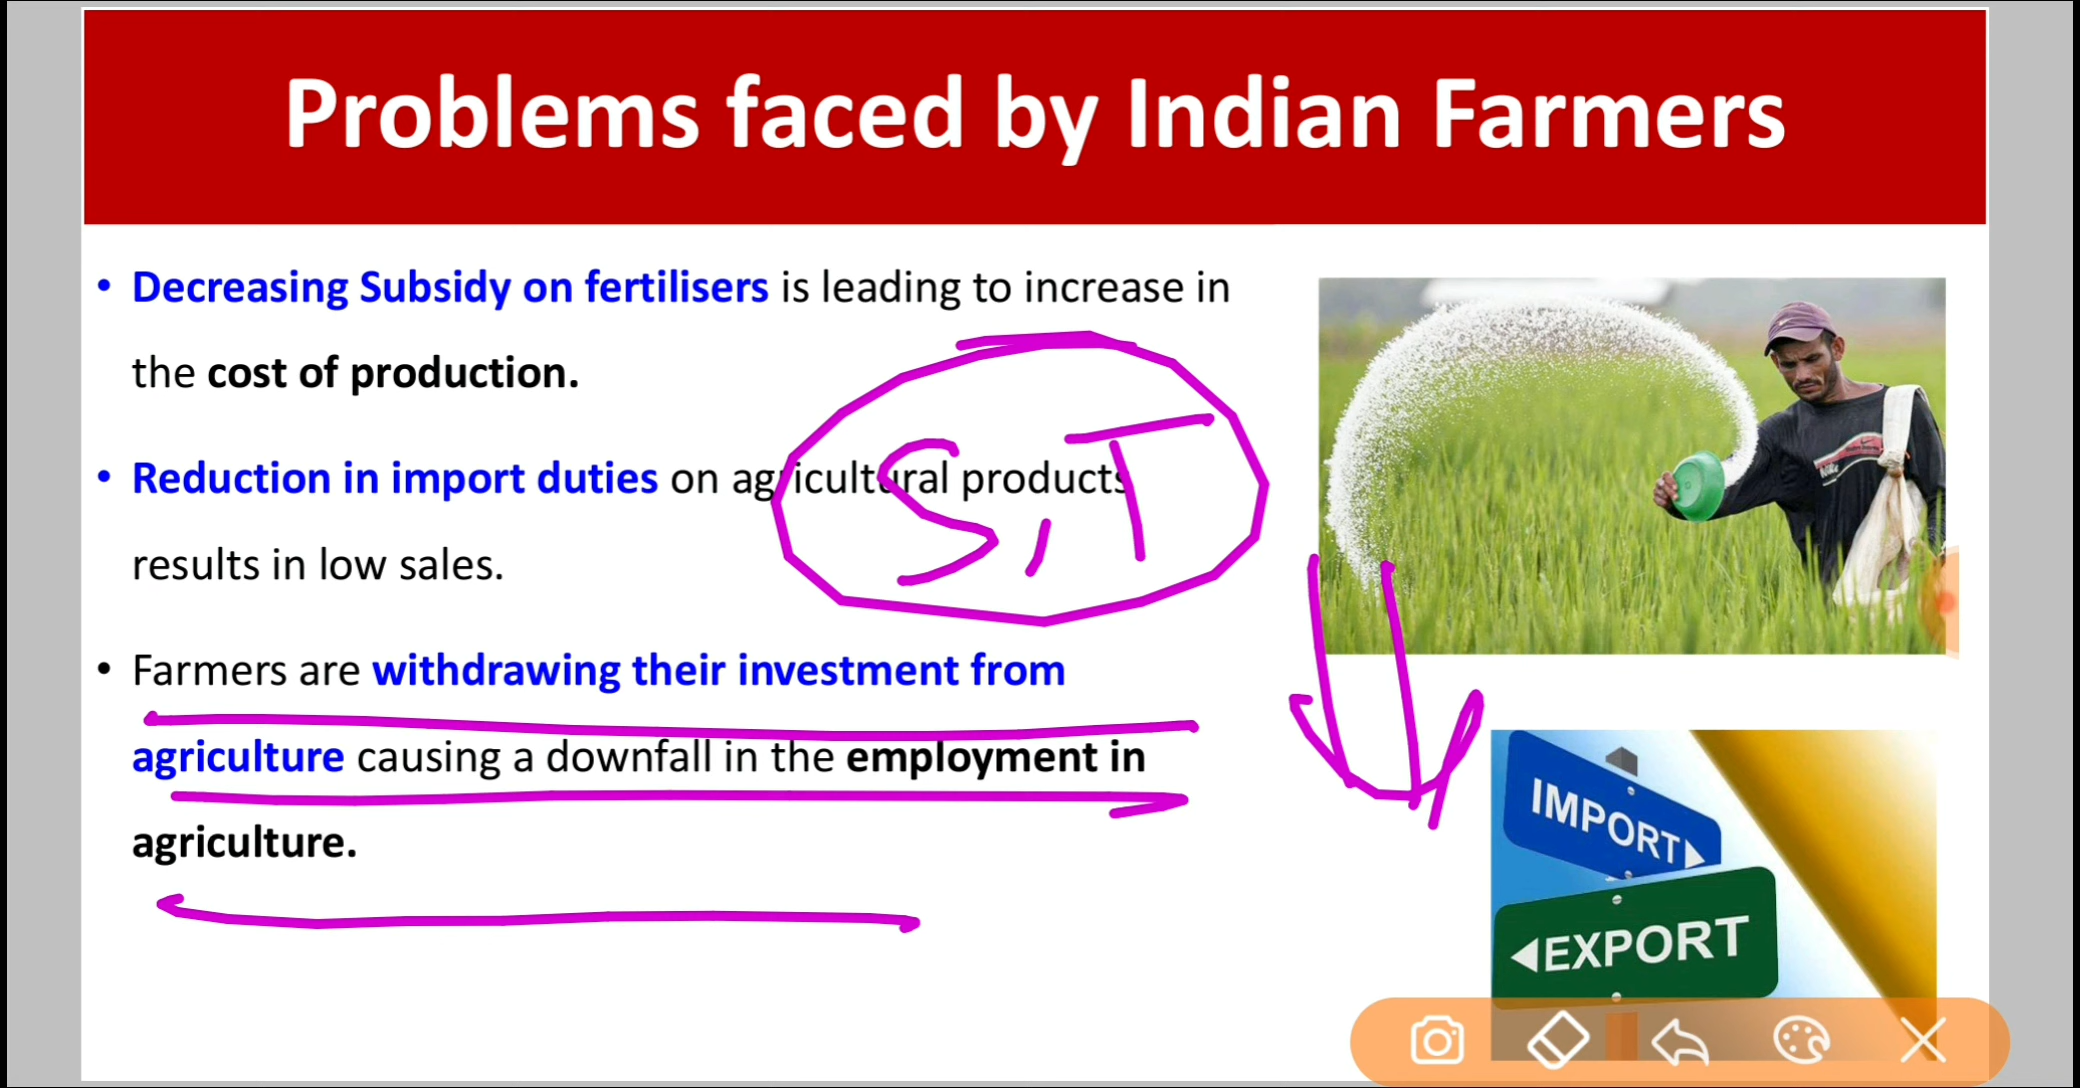 Problems faced by Indian Farmers
• Decreasing Subsidy on fertilisers is leading to increase in
the cost of production.
• Reduction in import duties on agricultural products
S, T
results in low sales.
• Farmers are withdrawing their investment from
agriculture causing a downfall in the employment in
agriculture.
IMPORT
EXPORT